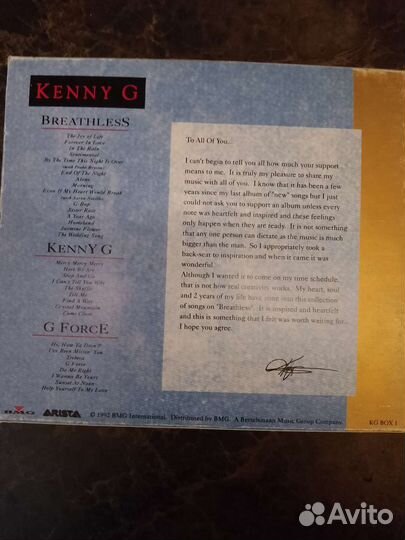 KENNY G
BREATHLESS
The Joy of Life
Forever In Love
In The Rain
Sentimental
By The Time This Night Is Over
(with Peabo Bryson)
End Of The Night
Alone
Morning
Even If My Heart Would Break
(with Aaron Neville)
G-Bop
Sister Rose
A Year Ago
Homeland
Jasmine Flower
The Wedding Song
KENNY G
Mercy Mercy Mercy
Here We Are
Stop And Go
I Can't Tell You Why
The Shuffle
Tell Me
Find A Way
Crystal Mountain
Come Close
G FORCE
Hi, How Ya Doin'?
I've Been Missin' You
Tribeca
G Force
Do Me Right
I Wanna Be Yours
Sunset At Noon
Help Yourself To My Love
To All Of You...
I can't begin to tell you all how much your support
means to me. It is truly my pleasure to share my
music with all of you. I know that it has been a few
years since my last album of "new" songs but I just
could not ask you to support an album unless every
note was heartfelt and inspired and these feelings
only happen when they are ready. It is not something
that any one person can dictate as the music is much
bigger than the man. So I appropriately took a
back-seat to inspiration and when it came it was
wonderful.
Although I wanted it to come on my time schedule,
that is not how real creativity works. My heart, soul
and 2 years of my life have gone into this collection
of songs on "Breathless". It is inspired and heartfelt
and this is something that I felt was worth waiting for...
I hope you agree.
BMG ARISTA © 1992 BMG International. Distributed by BMG. A Bertelsmann Music Group Company.
KG BOX 1
Avito